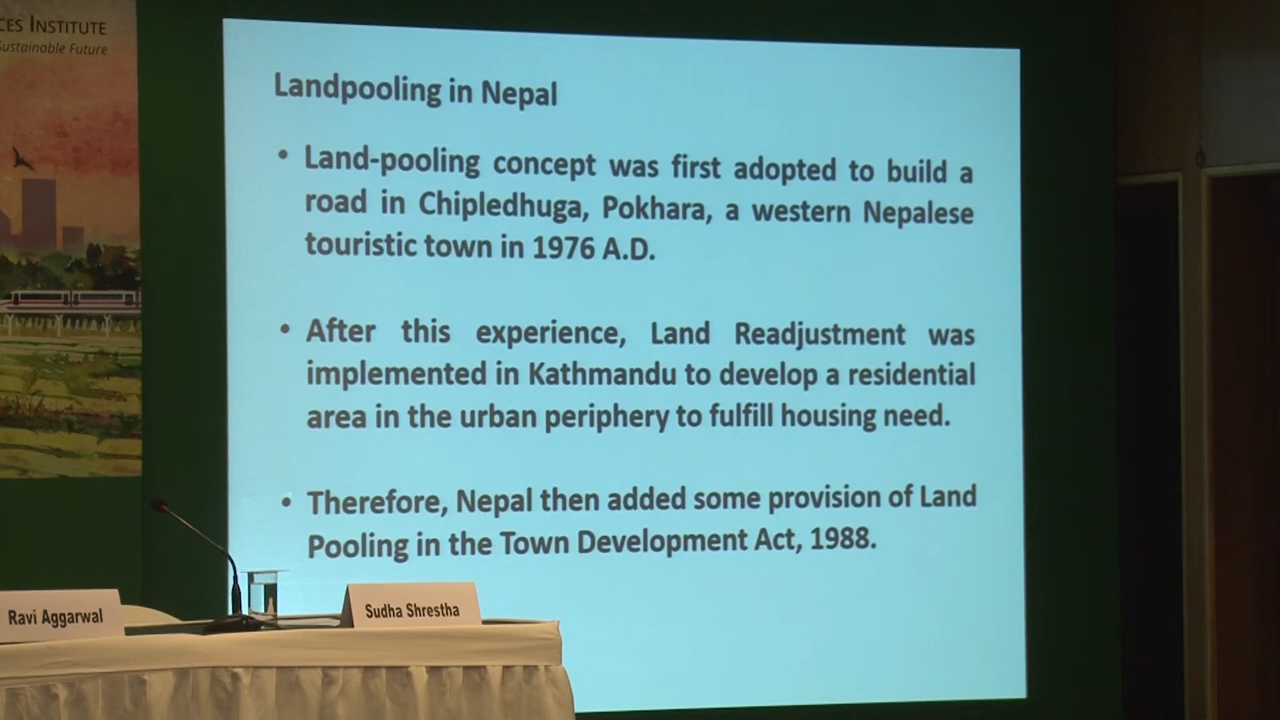 CES INSTITUTE
Sustainable Future
Landpooling in Nepal
• Land-pooling concept was first adopted to build a
road in Chipledhuga, Pokhara, a western Nepalese
touristic town in 1976 A.D.
• After this experience, Land Readjustment was
implemented in Kathmandu to develop a residential
area in the urban periphery to fulfill housing need.
• Therefore, Nepal then added some provision of Land
Pooling in the Town Development Act, 1988.
Ravi Aggarwal
Sudha Shrestha